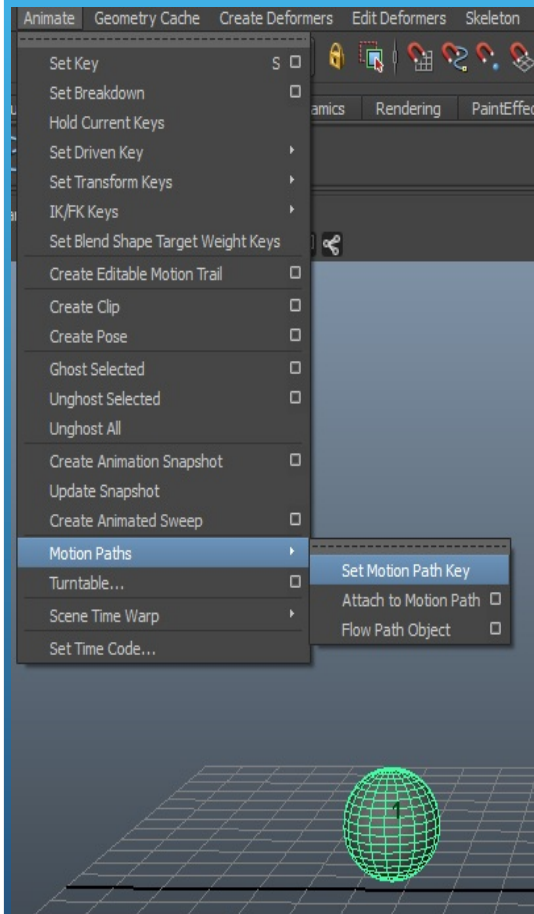 Animate Geometry Cache Create Deformers Edit Deformers Skeleton
amics Rendering PaintEffec
Set Key S
Set Breakdown
Hold Current Keys
Set Driven Key
Set Transform Keys
IK/FK Keys
Set Blend Shape Target Weight Keys
Create Editable Motion Trail
Create Clip
Create Pose
Ghost Selected
Unghost Selected
Unghost All
Create Animation Snapshot
Update Snapshot
Create Animated Sweep
Motion Paths
Turntable...
Scene Time Warp
Set Time Code...
Set Motion Path Key
Attach to Motion Path
Flow Path Object
1